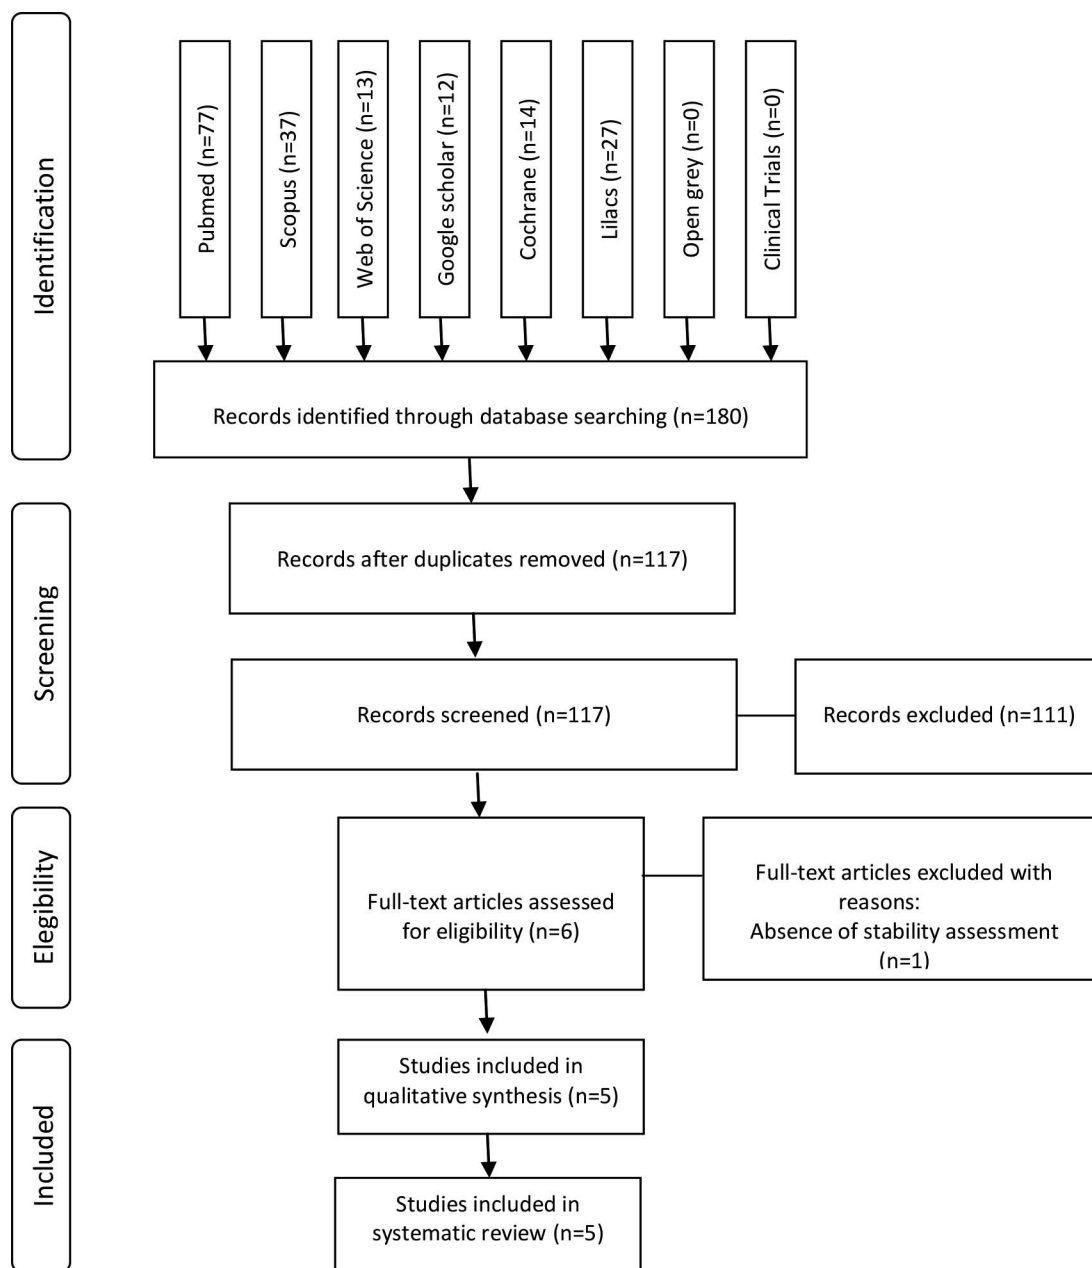 Identification
Pubmed (n=77)
Scopus (n=37)
Web of Science (n=13)
Google scholar (n=12)
Cochrane (n=14)
Lilacs (n=27)
Open grey (n=0)
Clinical Trials (n=0)
Records identified through database searching (n=180)
Screening
Records after duplicates removed (n=117)
Records screened (n=117)
Records excluded (n=111)
Elegibility
Full-text articles assessed
for eligibility (n=6)
Full-text articles excluded with
reasons:
Absence of stability assessment
(n=1)
Included
Studies included in
qualitative synthesis (n=5)
Studies included in
systematic review (n=5)